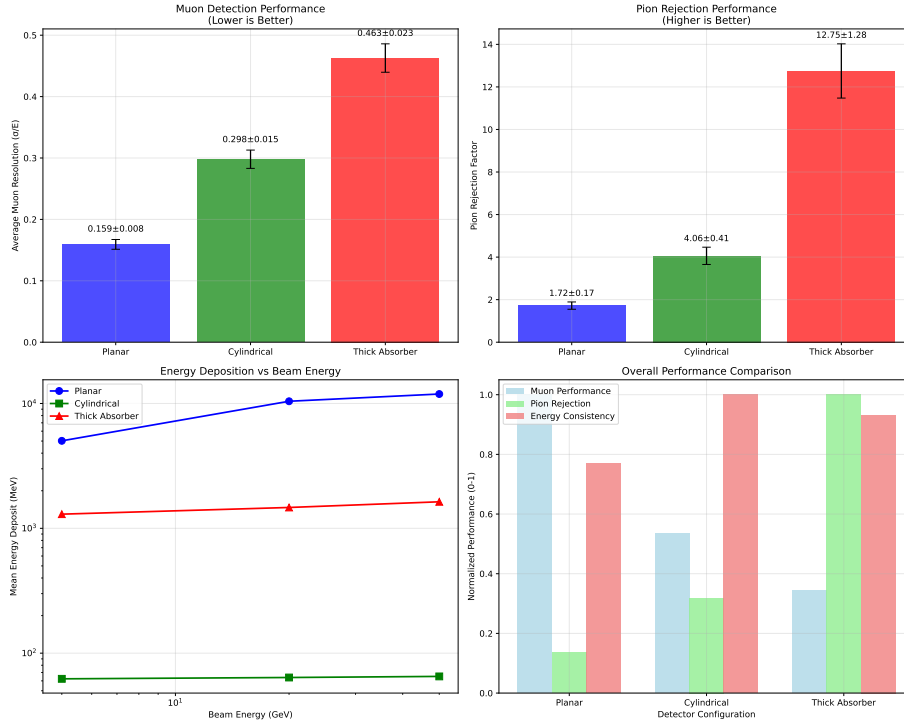 Muon Detection Performance
(Lower is Better)
Average Muon Resolution (σ/E)
0.5
0.4
0.3
0.2
0.1
0.0
0.159±0.008
0.298±0.015
0.463±0.023
Planar
Cylindrical
Thick Absorber
Pion Rejection Performance
(Higher is Better)
Pion Rejection Factor
14
12
10
8
6
4
2
0
1.72±0.17
4.06±0.41
12.75±1.28
Planar
Cylindrical
Thick Absorber
Energy Deposition vs Beam Energy
Mean Energy Deposit (MeV)
10⁴
10³
10²
Planar
Cylindrical
Thick Absorber
10¹
Beam Energy (GeV)
Overall Performance Comparison
Normalized Performance (0-1)
1.0
0.8
0.6
0.4
0.2
0.0
Muon Performance
Pion Rejection
Energy Consistency
Planar
Cylindrical
Thick Absorber
Detector Configuration